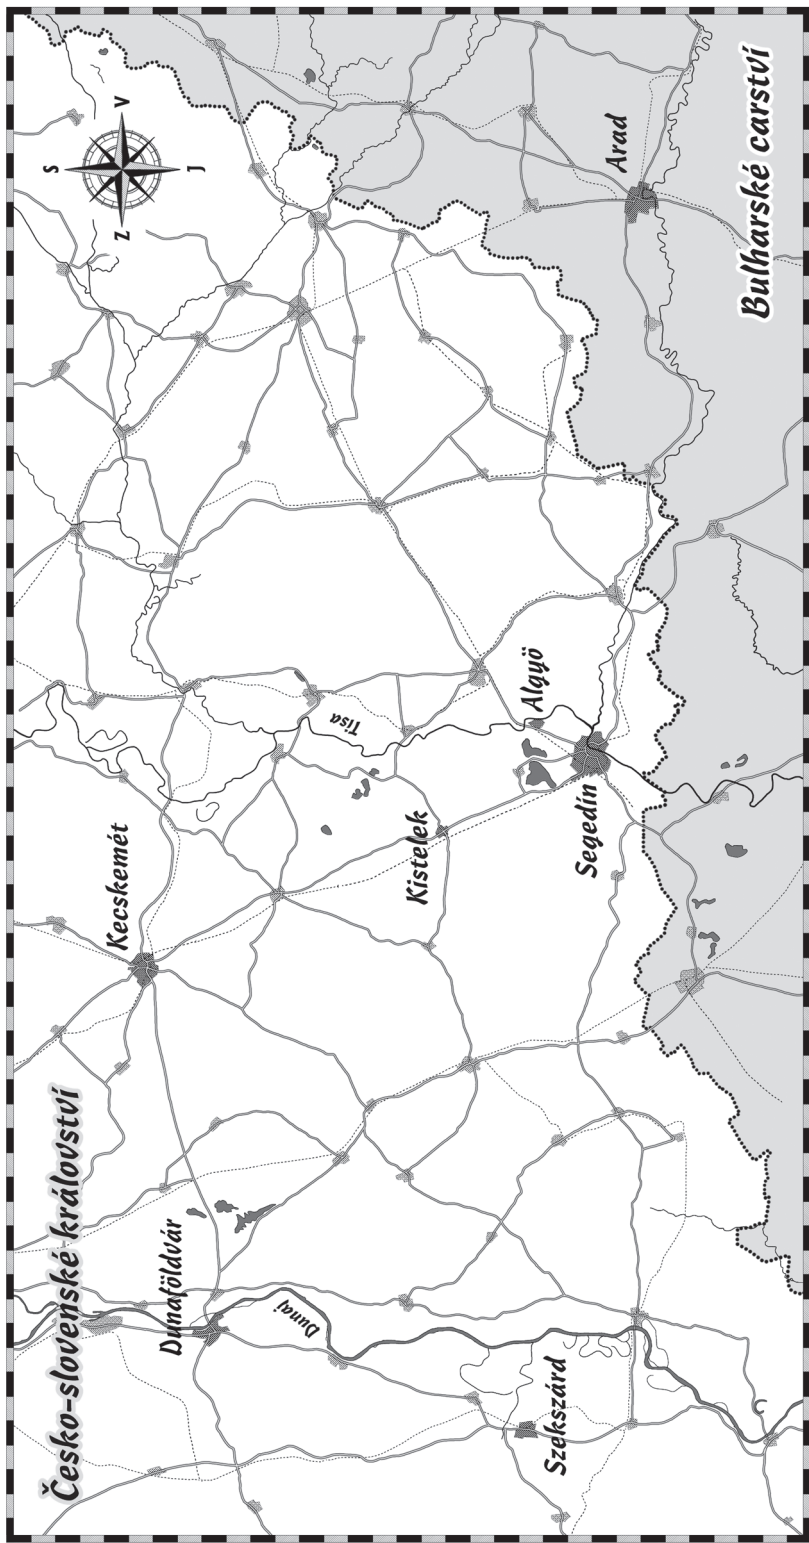 Česko-slovenské království
S
Z
V
J
Kecskemét
Dunaföldvár
Dunaj
Tisa
Kistelek
Algyö
Segedín
Szekszárd
Arad
Bulharské carství